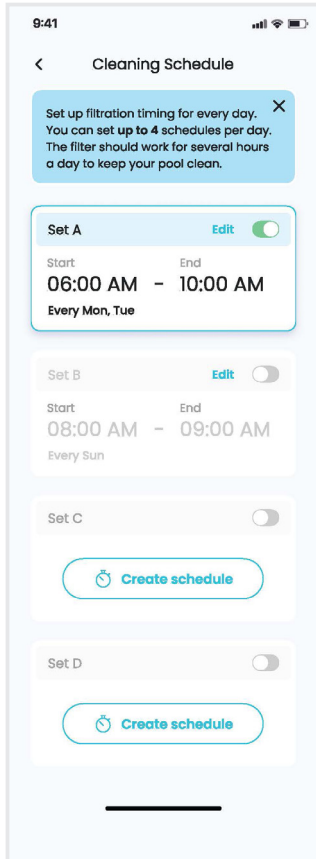 9:41
Cleaning Schedule
Set up filtration timing for every day.
You can set up to 4 schedules per day.
The filter should work for several hours
a day to keep your pool clean.
Set A Edit
Start End
06:00 AM - 10:00 AM
Every Mon, Tue
Set B Edit
Start End
08:00 AM - 09:00 AM
Every Sun
Set C
Create schedule
Set D
Create schedule